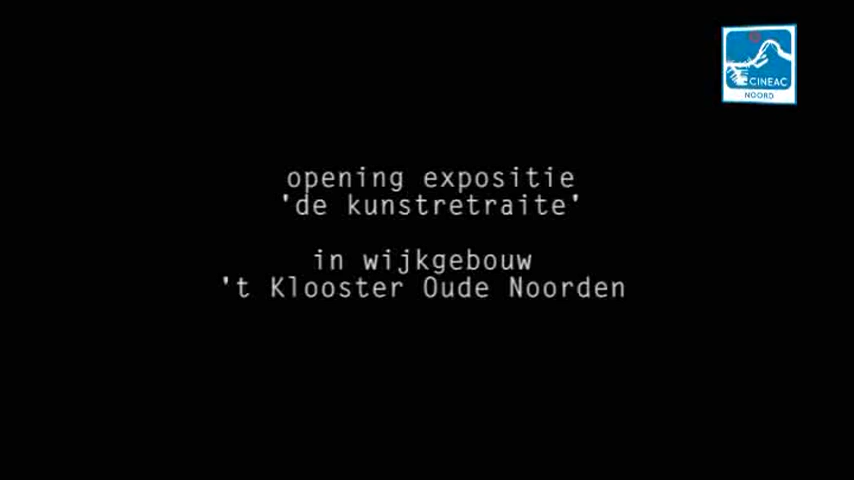 CINEAC
NOORD
opening expositie
'de kunstretraite'
in wijkgebouw
't Klooster Oude Noorden